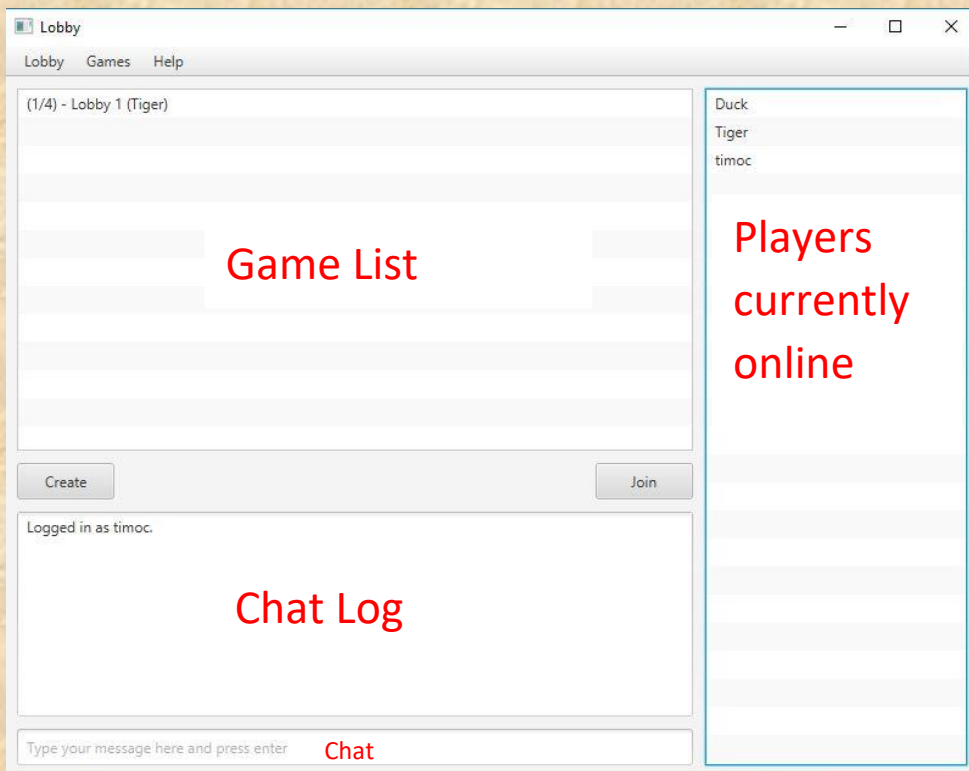 Lobby
Lobby Games Help
(1/4) - Lobby 1 (Tiger)
Game List
Create
Join
Logged in as timoc.
Chat Log
Type your message here and press enter
Chat
Duck
Tiger
timoc
Players
currently
online